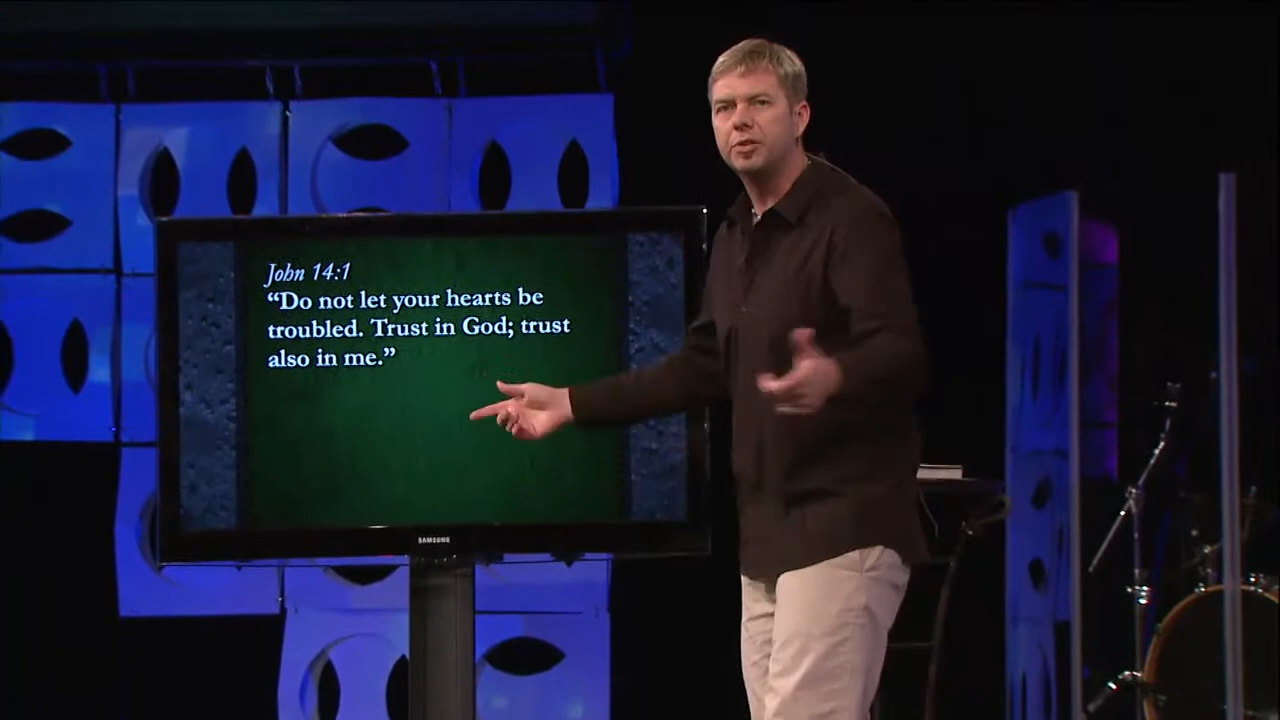 John 14:1
“Do not let your hearts be
troubled. Trust in God; trust
also in me.”
SAMSUNG